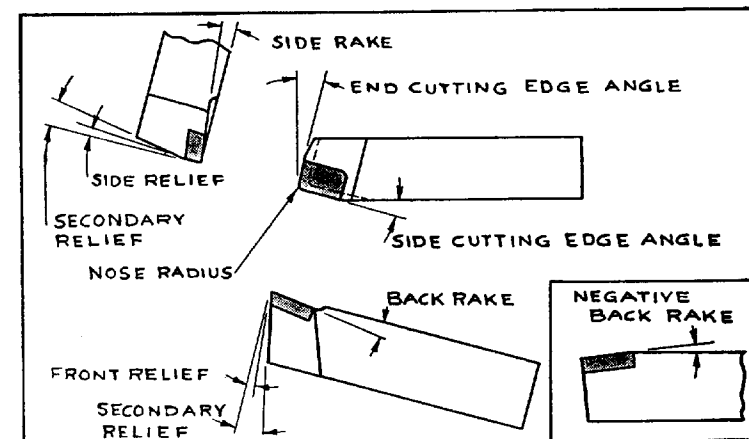 SIDE RAKE
END CUTTING EDGE ANGLE
SIDE RELIEF
SECONDARY
RELIEF
SIDE CUTTING EDGE ANGLE
NOSE RADIUS
BACK RAKE
NEGATIVE
BACK RAKE
FRONT RELIEF
SECONDARY
RELIEF